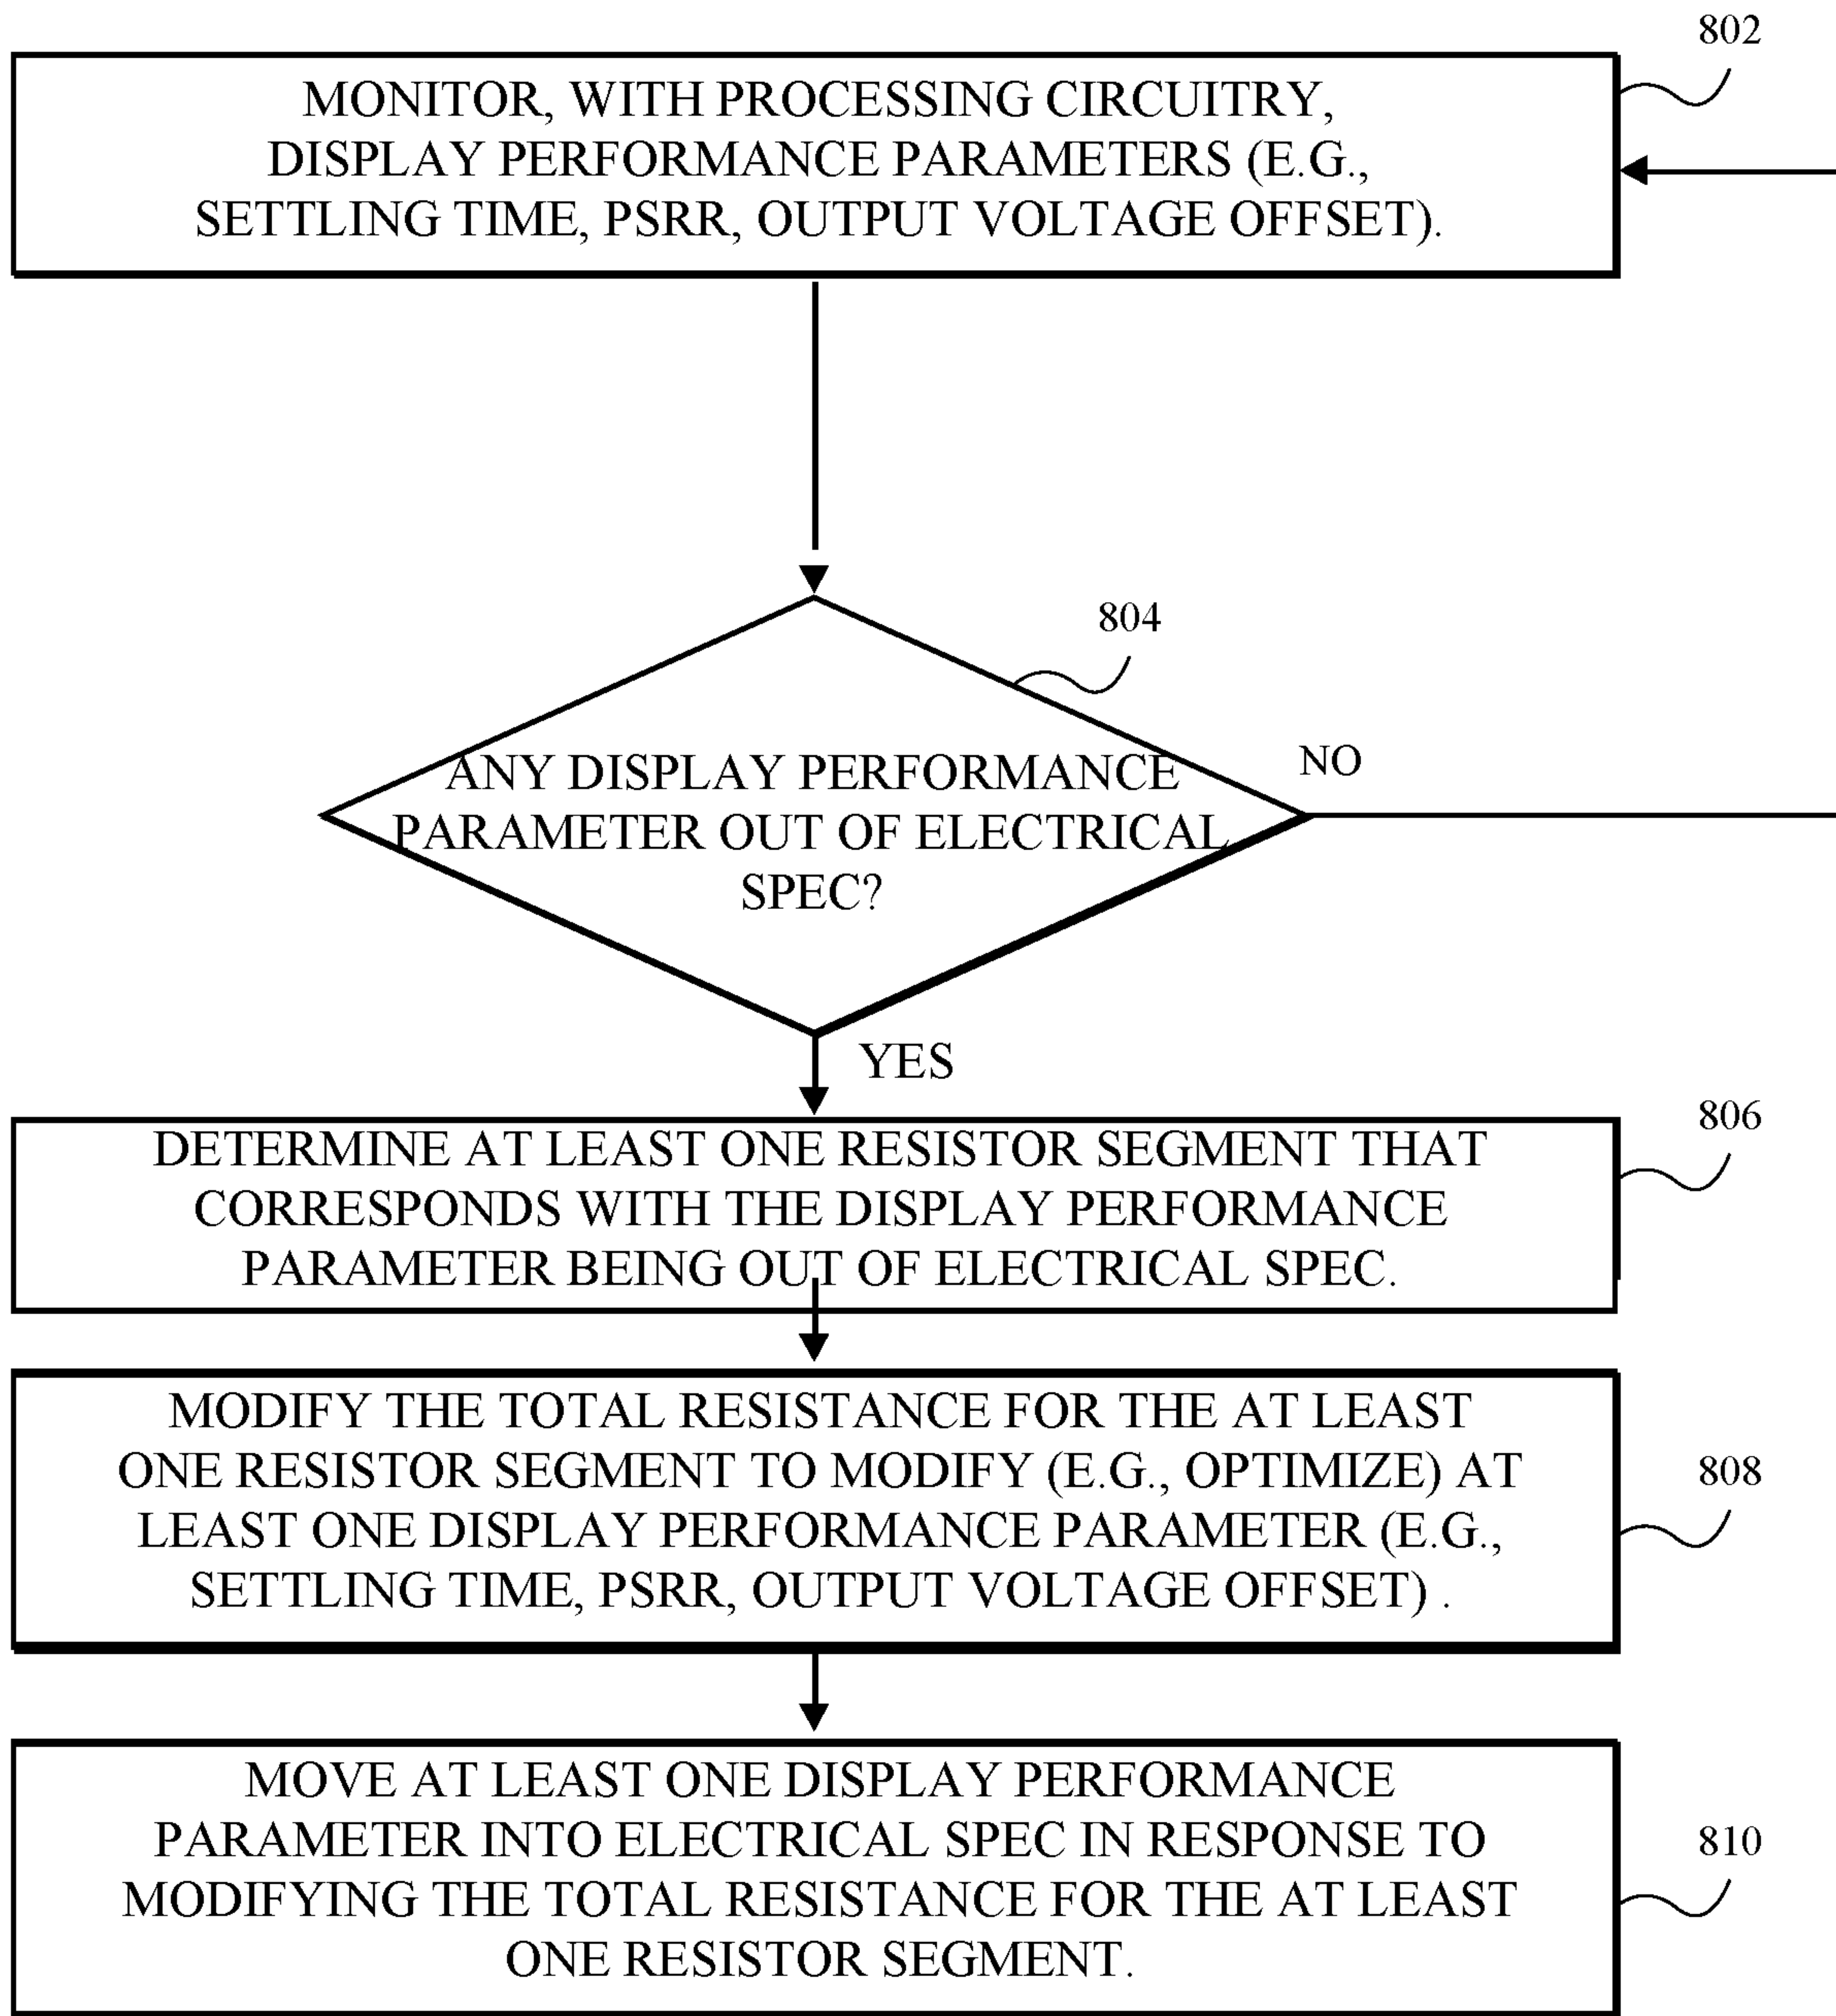 802
MONITOR, WITH PROCESSING CIRCUITRY,
DISPLAY PERFORMANCE PARAMETERS (E.G.,
SETTLING TIME, PSRR, OUTPUT VOLTAGE OFFSET).
804
ANY DISPLAY PERFORMANCE
PARAMETER OUT OF ELECTRICAL
SPEC?
NO
YES
806
DETERMINE AT LEAST ONE RESISTOR SEGMENT THAT
CORRESPONDS WITH THE DISPLAY PERFORMANCE
PARAMETER BEING OUT OF ELECTRICAL SPEC.
MODIFY THE TOTAL RESISTANCE FOR THE AT LEAST
ONE RESISTOR SEGMENT TO MODIFY (E.G., OPTIMIZE) AT
LEAST ONE DISPLAY PERFORMANCE PARAMETER (E.G.,
SETTLING TIME, PSRR, OUTPUT VOLTAGE OFFSET) .
808
MOVE AT LEAST ONE DISPLAY PERFORMANCE
PARAMETER INTO ELECTRICAL SPEC IN RESPONSE TO
MODIFYING THE TOTAL RESISTANCE FOR THE AT LEAST
ONE RESISTOR SEGMENT.
810